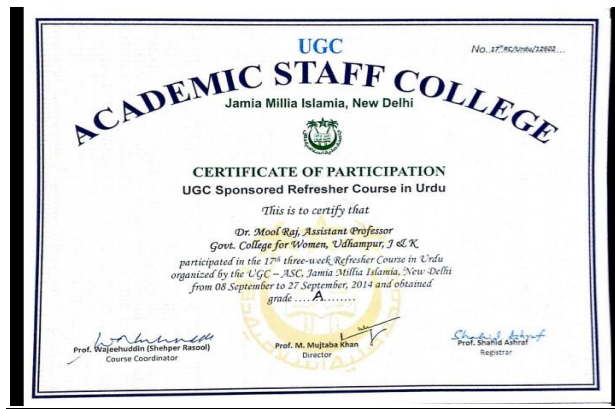 UGC
No. 17th RC/Urdu/12602
ACADEMIC STAFF COLLEGE
Jamia Millia Islamia, New Delhi
CERTIFICATE OF PARTICIPATION
UGC Sponsored Refresher Course in Urdu
This is to certify that
Dr. Mool Raj, Assistant Professor
Govt. College for Women, Udhampur, J & K
participated in the 17th three-week Refresher Course in Urdu
organized by the UGC – ASC, Jamia Millia Islamia, New Delhi
from 08 September to 27 September, 2014 and obtained
grade ....A........
Prof. Wajeehuddin (Shehper Rasool)
Course Coordinator
Prof. M. Mujtaba Khan
Director
Shahid Ashraf
Prof. Shahid Ashraf
Registrar